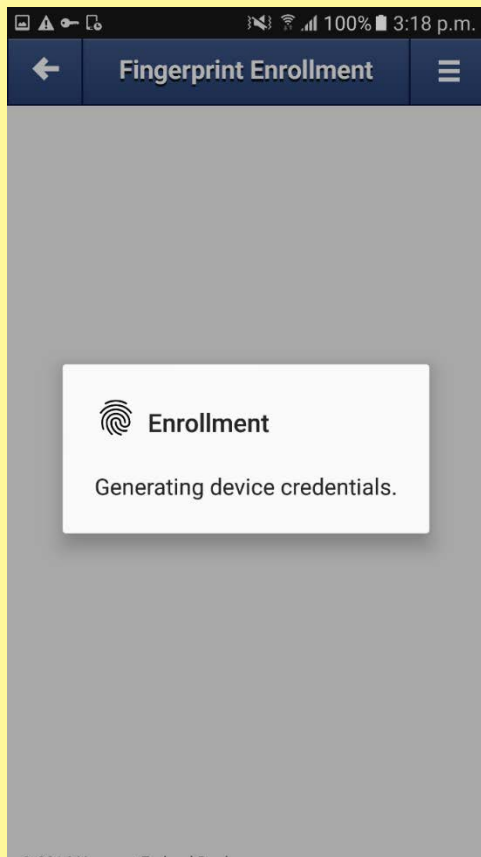 100% 3:18 p.m.
Fingerprint Enrollment
Enrollment
Generating device credentials.